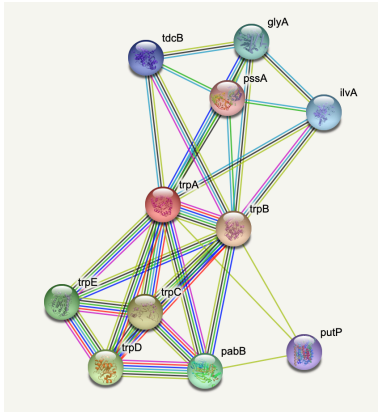 glyA
tdcB
pssA
ilvA
trpA
trpB
trpE
trpC
putP
trpD
pabB